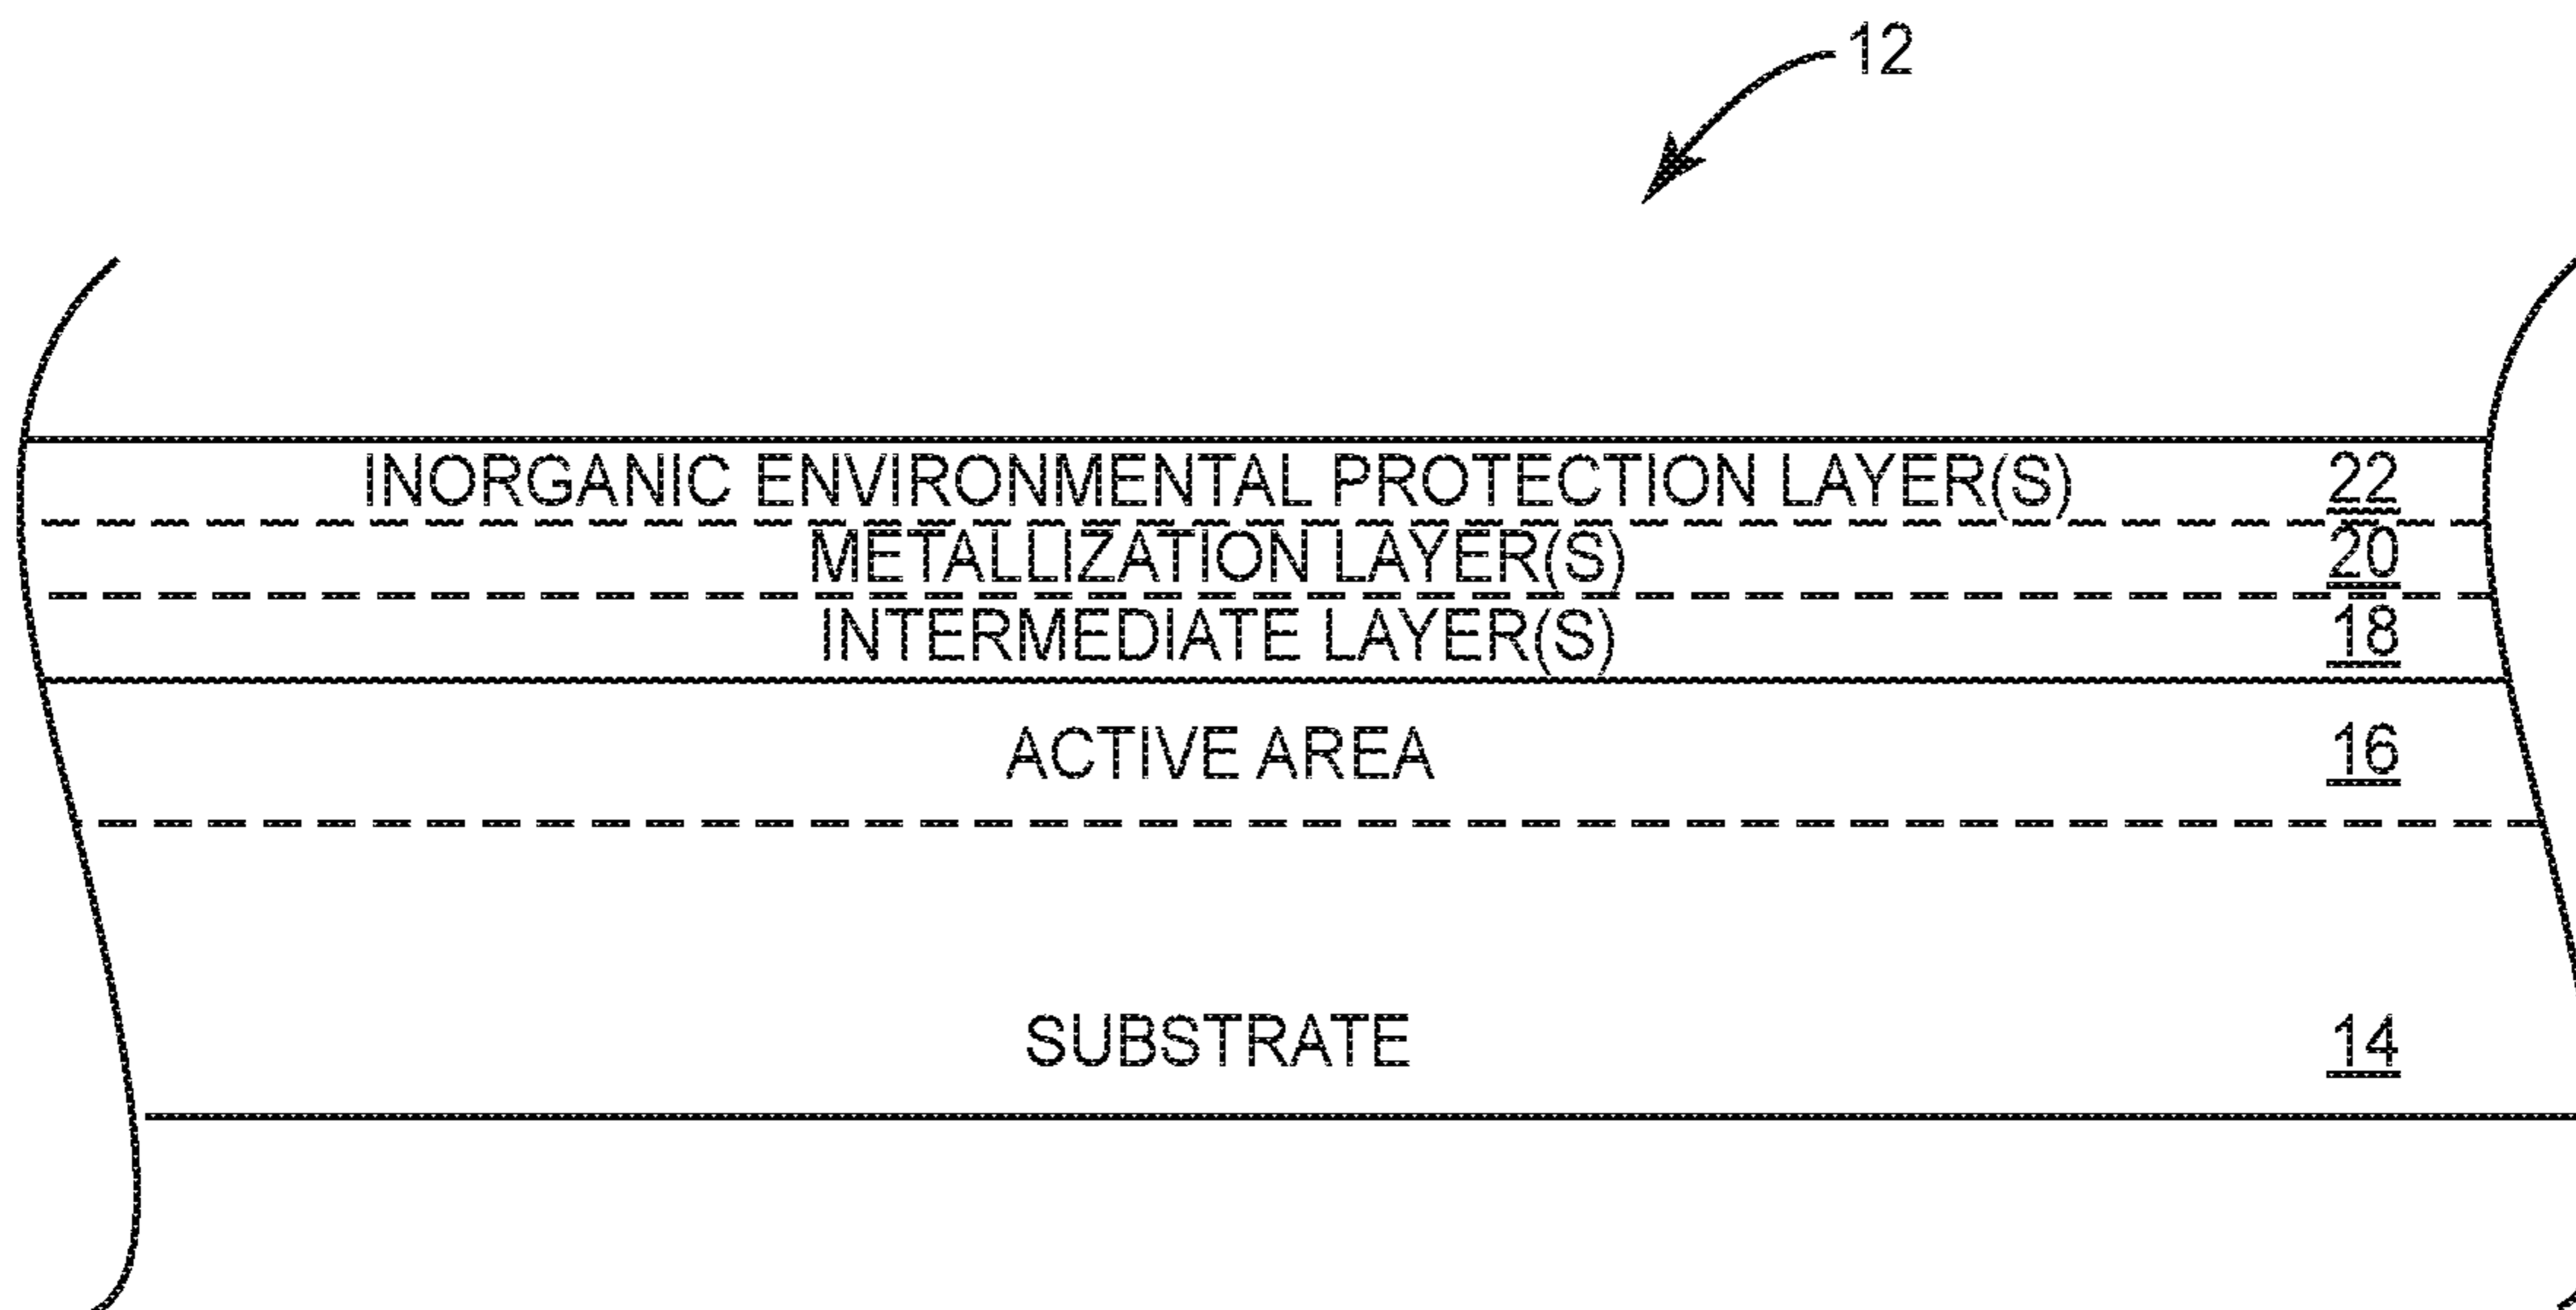 12
INORGANIC ENVIRONMENTAL PROTECTION LAYER(S) 22
METALLIZATION LAYER(S) 20
INTERMEDIATE LAYER(S) 18
ACTIVE AREA 16
SUBSTRATE 14